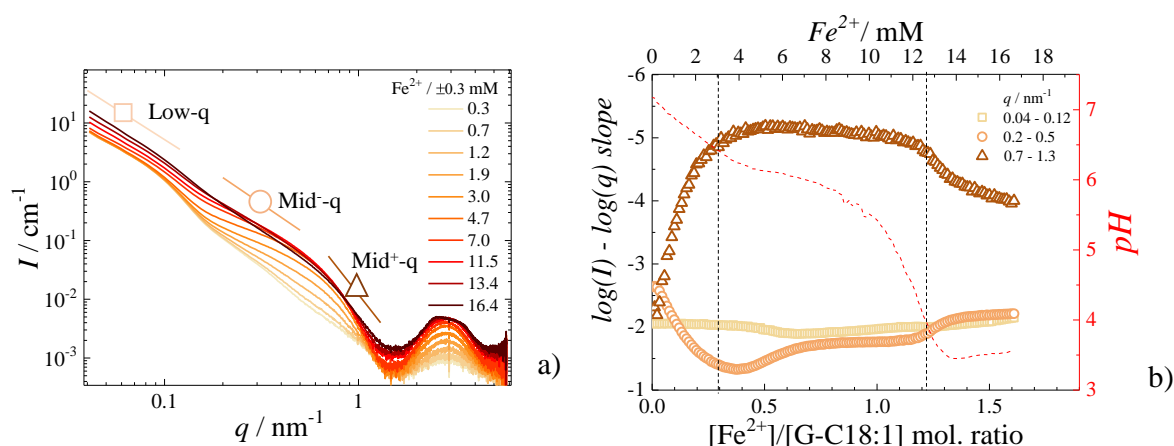 I / cm⁻¹
10¹
10⁰
10⁻¹
10⁻²
10⁻³
0.1
1
q / nm⁻¹
Low-q
Mid⁻-q
Mid⁺-q
Fe²⁺ / ±0.3 mM
0.3
0.7
1.2
1.9
3.0
4.7
7.0
11.5
13.4
16.4
a)
Fe²⁺/ mM
0 2 4 6 8 10 12 14 16 18
log(I) - log(q) slope
-6
-5
-4
-3
-2
-1
q / nm⁻¹
0.04 - 0.12
0.2 - 0.5
0.7 - 1.3
7
6
5
4
3
pH
0.0 0.5 1.0 1.5
[Fe²⁺]/[G-C18:1] mol. ratio
b)